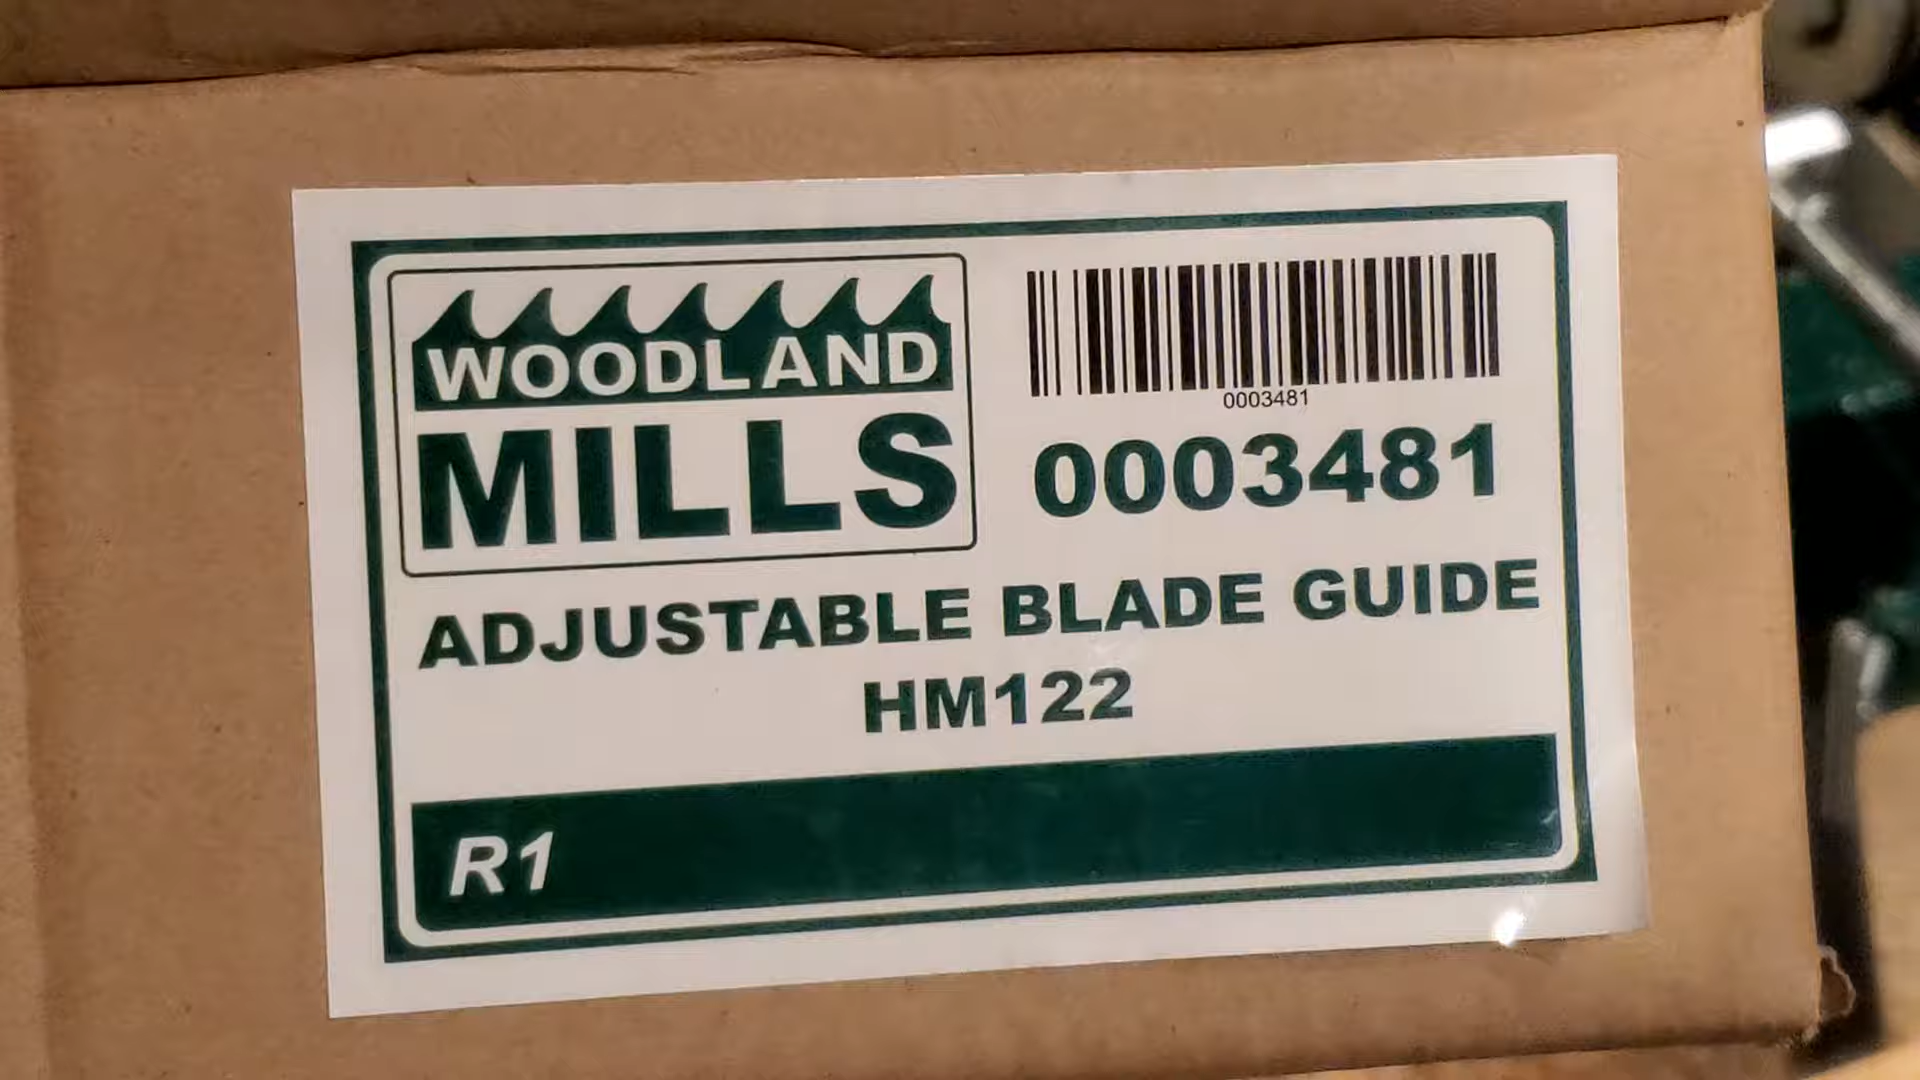 WOODLAND
MILLS
0003481
0003481
ADJUSTABLE BLADE GUIDE
HM122
R1